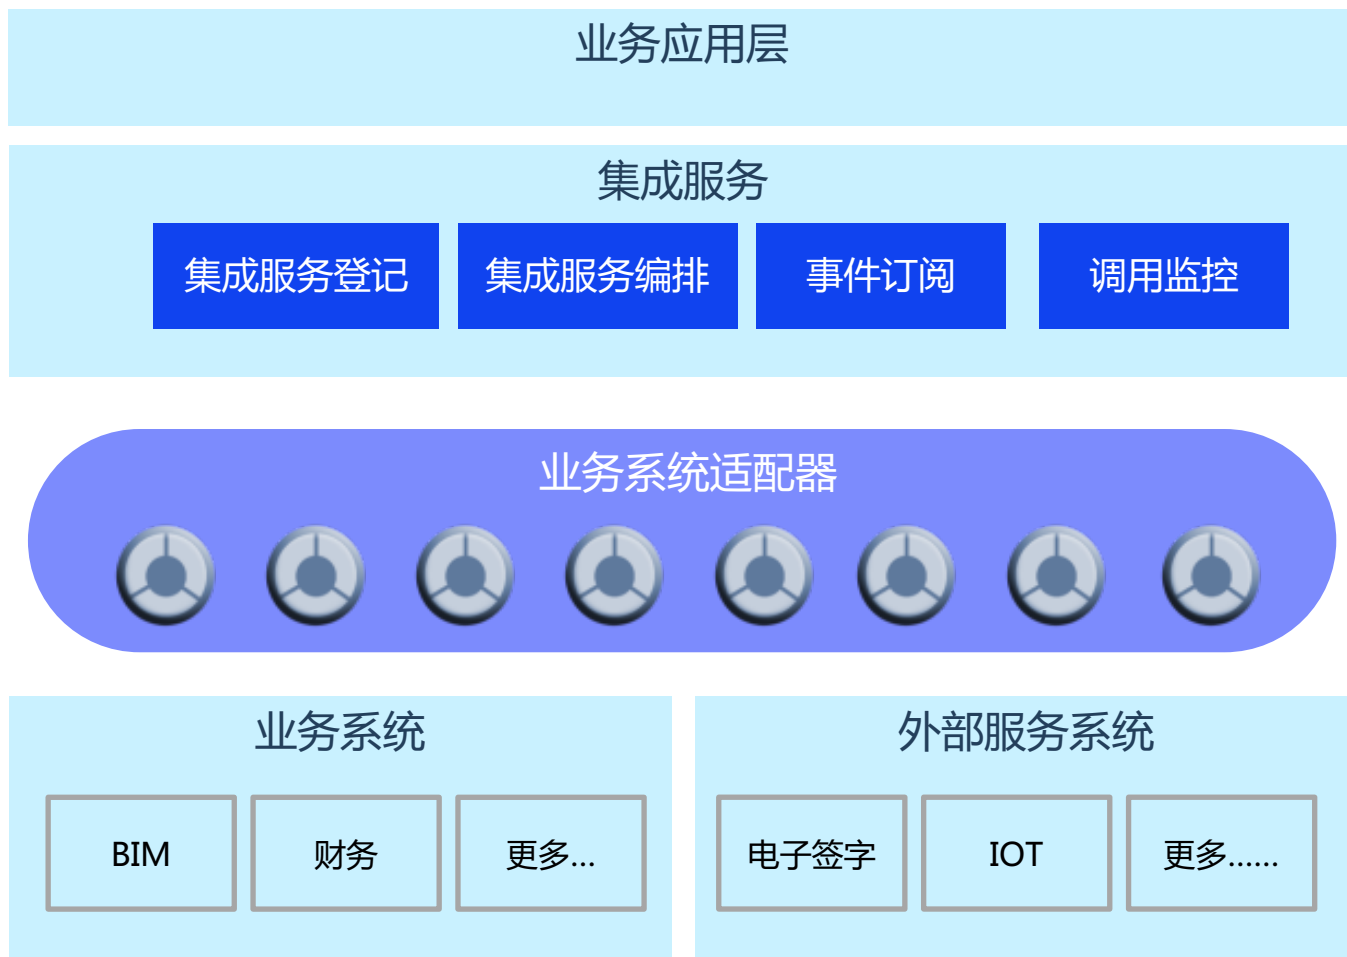 业务应用层
集成服务
集成服务登记
集成服务编排
事件订阅
调用监控
业务系统适配器
业务系统
外部服务系统
BIM
财务
更多...
电子签字
IOT
更多......